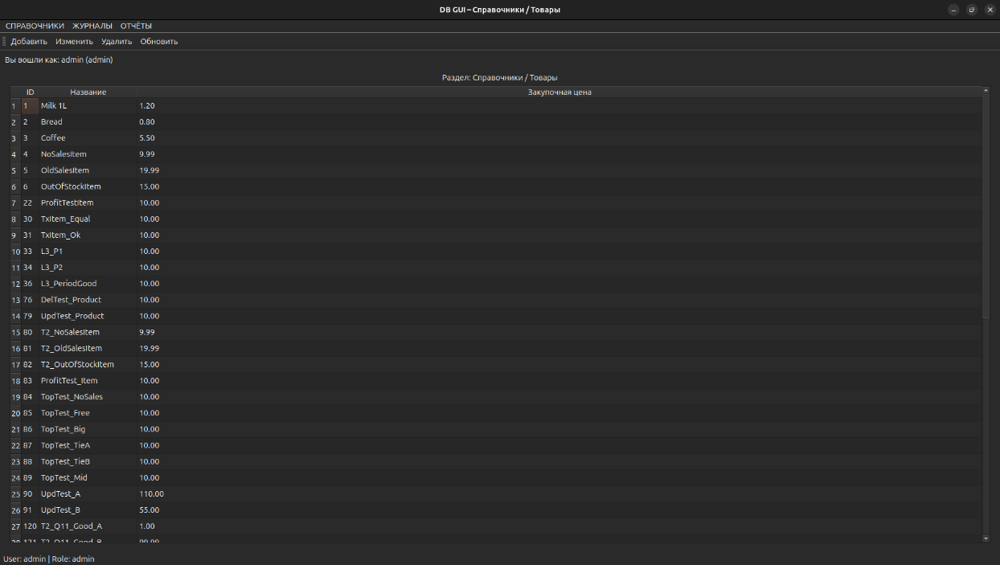 DB GUI – Справочники / Товары
СПРАВОЧНИКИ ЖУРНАЛЫ ОТЧЁТЫ
Добавить Изменить Удалить Обновить
Вы вошли как: admin (admin)
Раздел: Справочники / Товары
ID Название Закупочная цена
1 1 Milk 1L 1.20
2 2 Bread 0.80
3 3 Coffee 5.50
4 4 NoSalesItem 9.99
5 5 OldSalesItem 19.99
6 6 OutOfStockItem 15.00
7 22 ProfitTestItem 10.00
8 30 TxItem_Equal 10.00
9 31 TxItem_Ok 10.00
10 33 L3_P1 10.00
11 34 L3_P2 10.00
12 36 L3_PeriodGood 10.00
13 76 DelTest_Product 10.00
14 79 UpdTest_Product 10.00
15 80 T2_NoSalesItem 9.99
16 81 T2_OldSalesItem 19.99
17 82 T2_OutOfStockItem 15.00
18 83 ProfitTest_Item 10.00
19 84 TopTest_NoSales 10.00
20 85 TopTest_Free 10.00
21 86 TopTest_Big 10.00
22 87 TopTest_TieA 10.00
23 88 TopTest_TieB 10.00
24 89 TopTest_Mid 10.00
25 90 UpdTest_A 110.00
26 91 UpdTest_B 55.00
27 120 T2_Q11_Good_A 1.00
28 121 T2_Q11_Good_B 99.99
User: admin | Role: admin